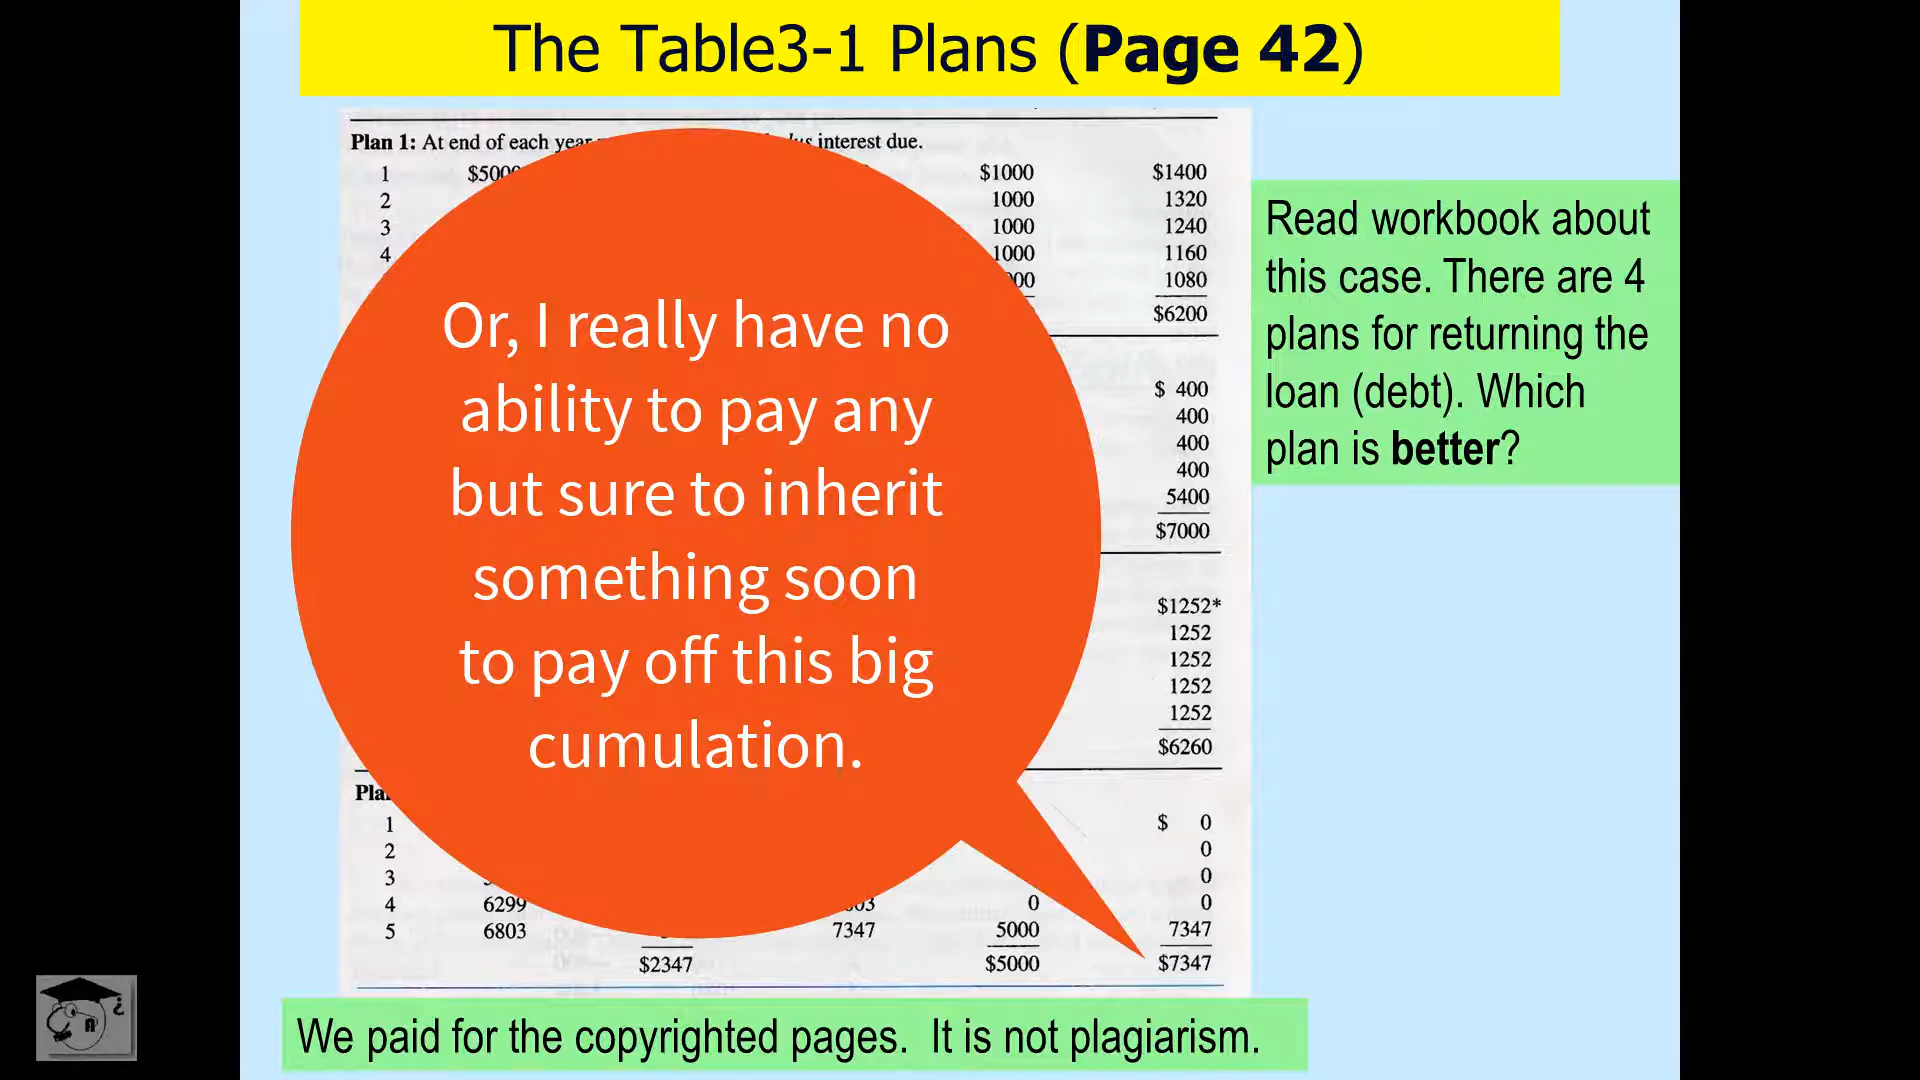 The Table3-1 Plans (Page 42)
Plan 1: At end of each year interest due.
1 $1000 $1400
2 1000 1320
3 1000 1240
4 1000 1160
1080
$6200
$ 400
400
400
400
5400
$7000
$1252*
1252
1252
1252
1252
$6260
1 $ 0
2 0
3 0
4 6299 0 0
5 6803 7347 5000 7347
$2347 $5000 $7347
Or, I really have no
ability to pay any
but sure to inherit
something soon
to pay off this big
cumulation.
Read workbook about
this case. There are 4
plans for returning the
loan (debt). Which
plan is better?
We paid for the copyrighted pages. It is not plagiarism.